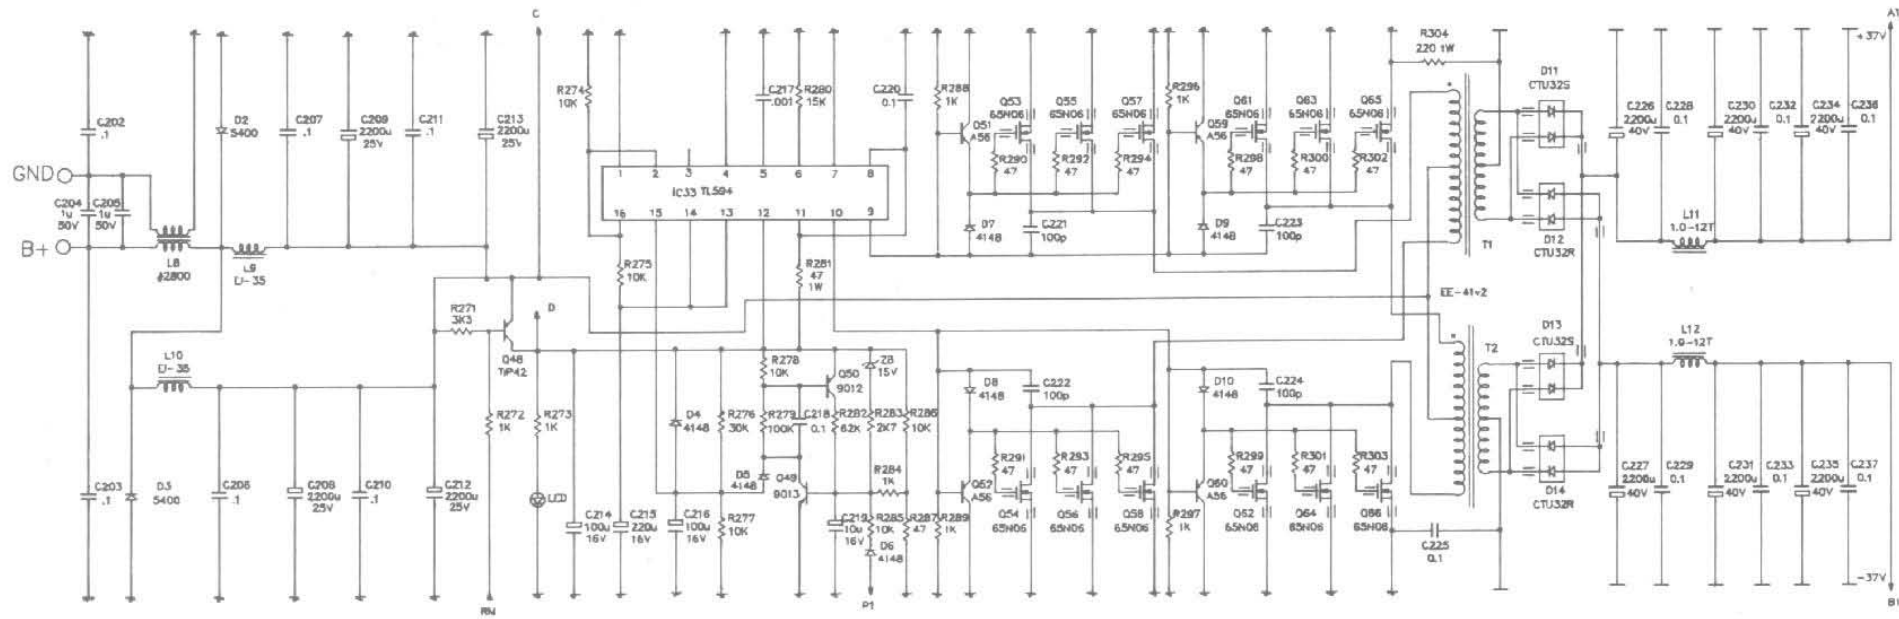 C
A1
+37V
R304
220 1W
D11
CTU32S
R274
10K
C217
.001
R280
15K
C220
0.1
R288
1K
Q53
65N06
Q55
65N06
Q57
65N06
R296
1K
Q61
65N06
Q63
65N06
Q65
65N06
C202
.1
D2
5400
C207
.1
C209
2200u
25V
C211
.1
C213
2200u
25V
Q51
A56
Q59
A56
C226
2200u
40V
C228
0.1
C230
2200u
40V
C232
0.1
C234
2200u
40V
C236
0.1
R290
47
R292
47
R294
47
R298
47
R300
47
R302
47
GND
1 2 3 4 5 6 7 8
IC33 TL594
16 15 14 13 12 11 10 9
C204
1u
50V
C205
1u
50V
B+
L8
A2800
L9
EI-35
D7
4148
C221
100p
D9
4148
C223
100p
T1
D12
CTU32R
L11
1.0-12T
R275
10K
R281
47
1W
EE-41v2
R271
3K3
D
Q48
TIP42
L10
EI-35
R278
10K
Q50
9012
Z8
15V
D8
4148
C222
100p
D10
4148
C224
100p
T2
D13
CTU32S
L12
1.0-12T
R272
1K
R273
1K
D4
4148
R276
30K
R279
100K
C218
0.1
R282
62K
R283
2K7
R286
10K
R291
47
R293
47
R295
47
R299
47
R301
47
R303
47
C203
.1
D3
5400
C206
.1
C208
2200u
25V
C210
.1
C212
2200u
25V
LED
D5
4148
Q49
9013
R284
1K
Q52
A56
Q60
A56
C227
2200u
40V
C229
0.1
C231
2200u
40V
C233
0.1
C235
2200u
40V
C237
0.1
D14
CTU32R
C214
100u
16V
C215
220u
16V
C216
100u
16V
R277
10K
C219
10u
16V
R285
10K
R287
47
R289
1K
D6
4148
Q54
65N06
Q56
65N06
Q58
65N06
R297
1K
Q62
65N06
Q64
65N06
Q66
65N06
C225
0.1
-37V
RM
P1
B1